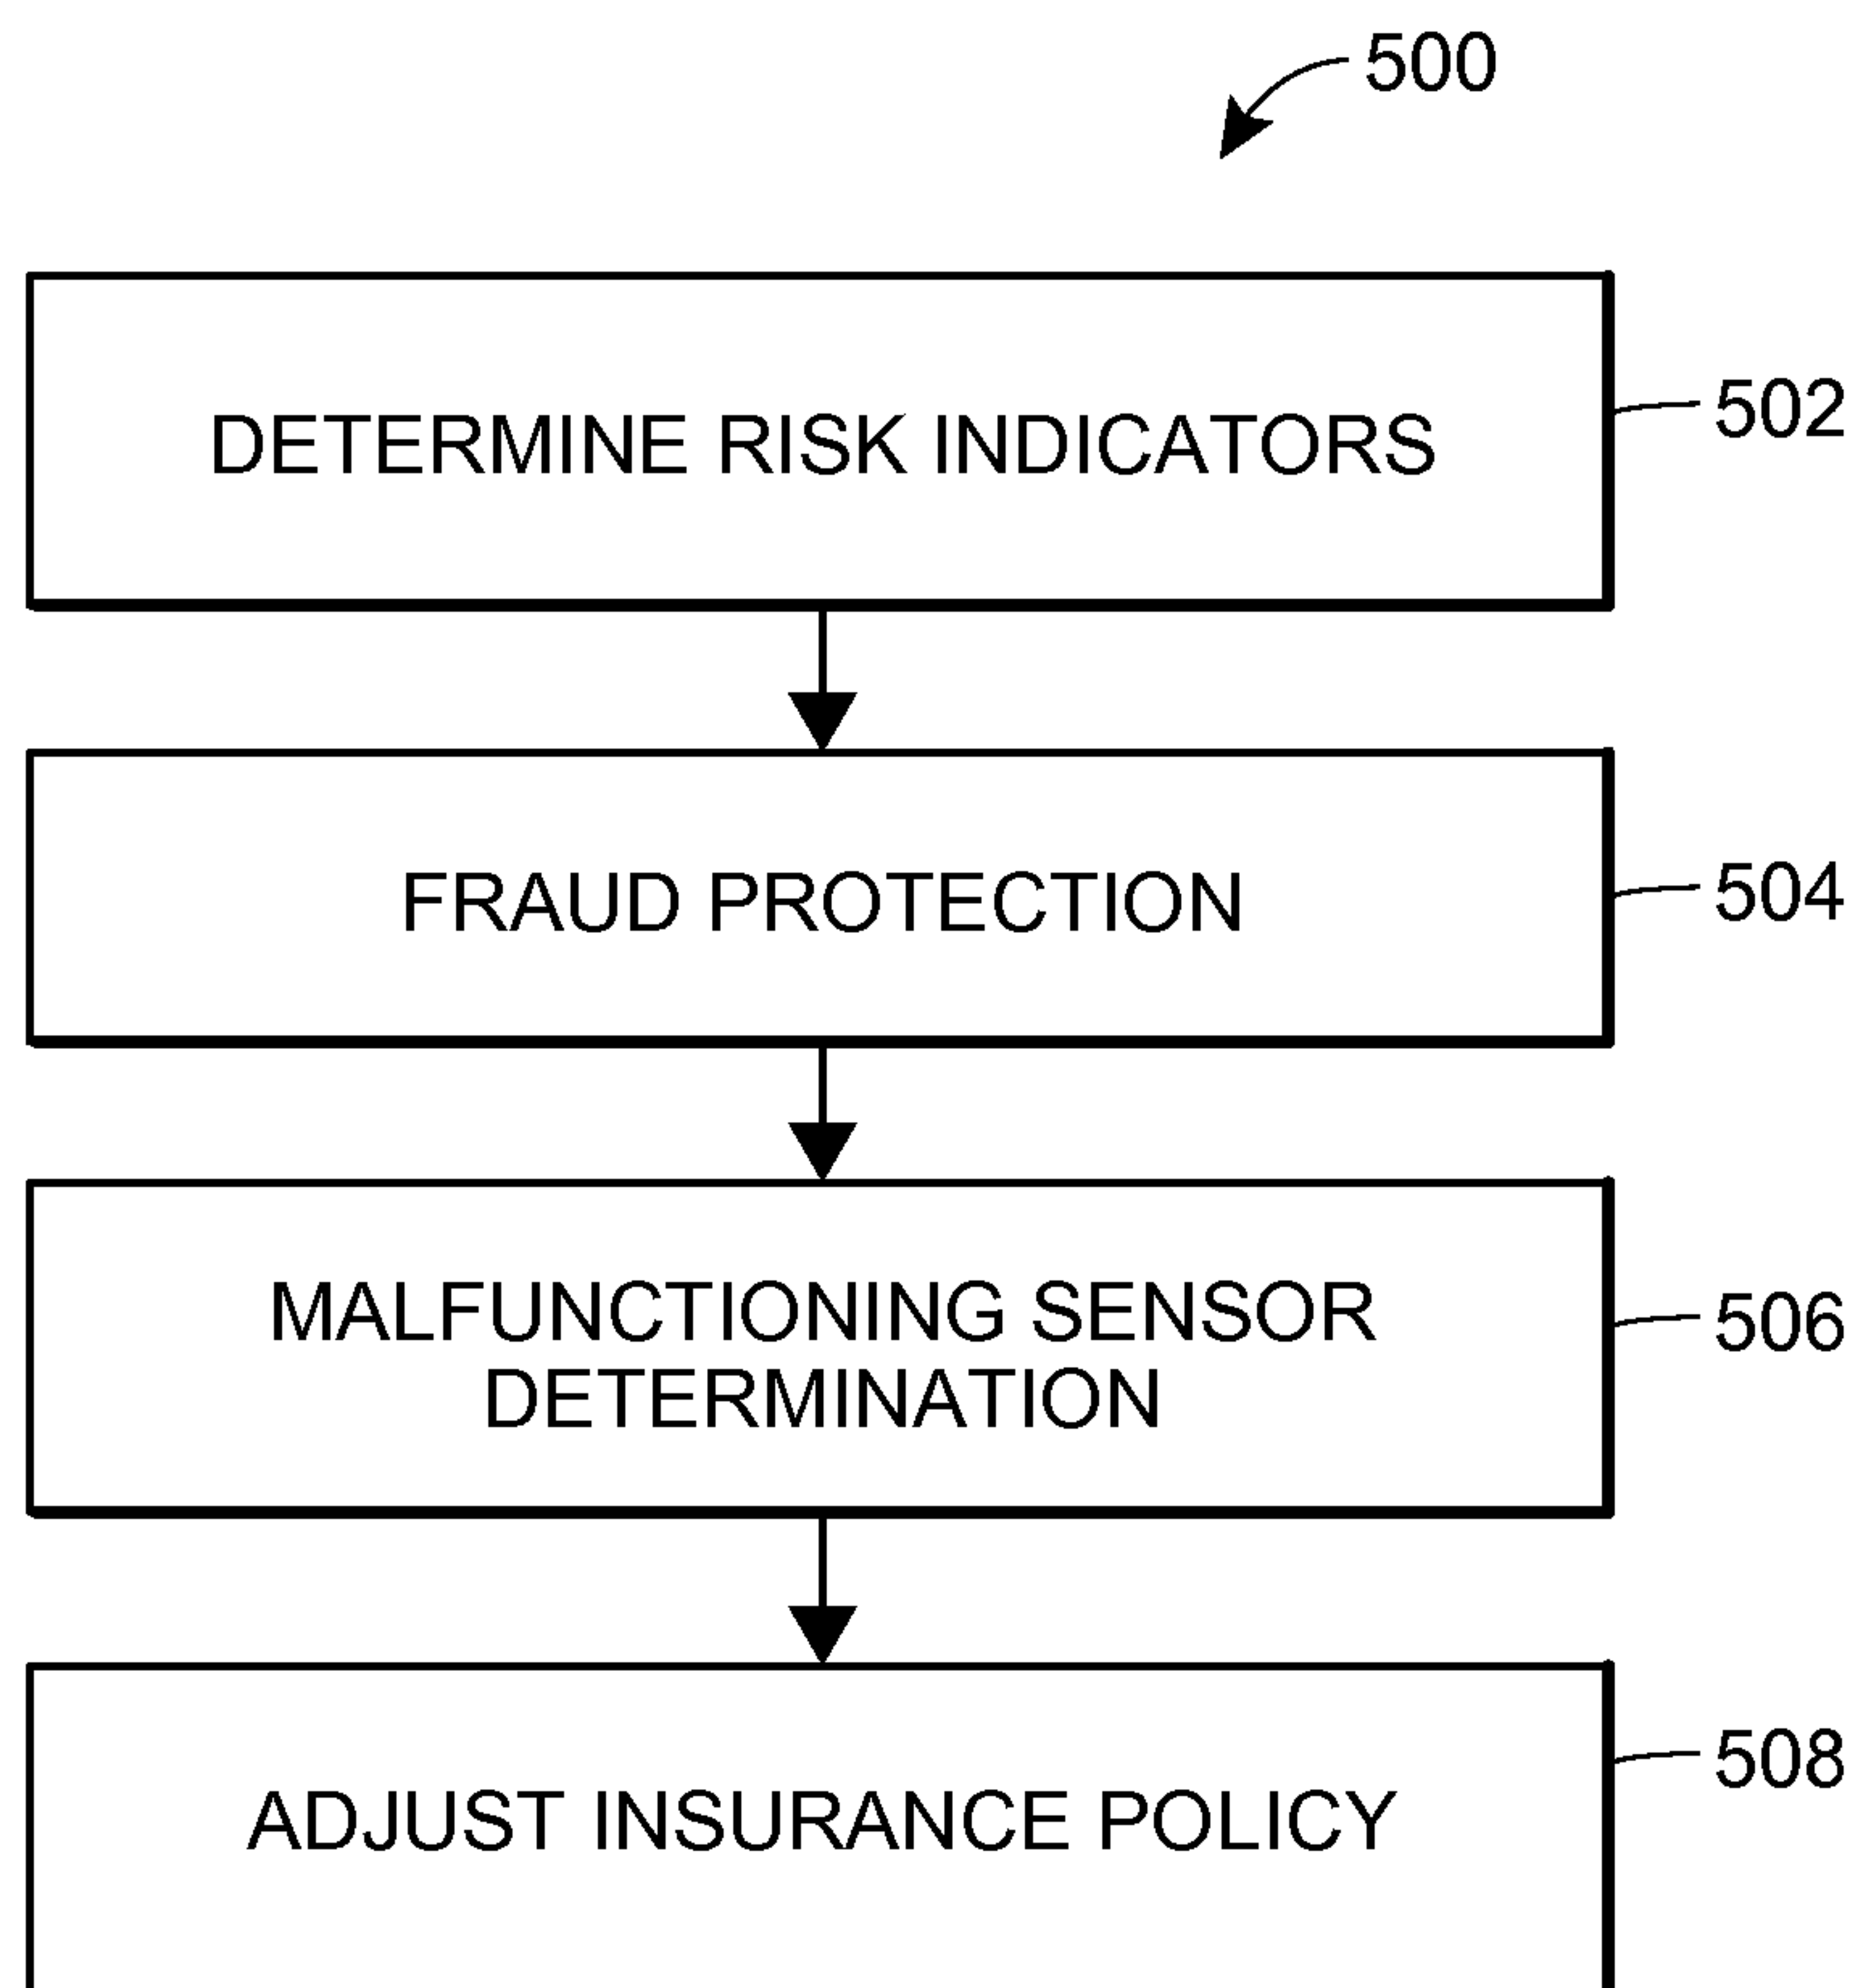 500
DETERMINE RISK INDICATORS
502
FRAUD PROTECTION
504
MALFUNCTIONING SENSOR
DETERMINATION
506
ADJUST INSURANCE POLICY
508